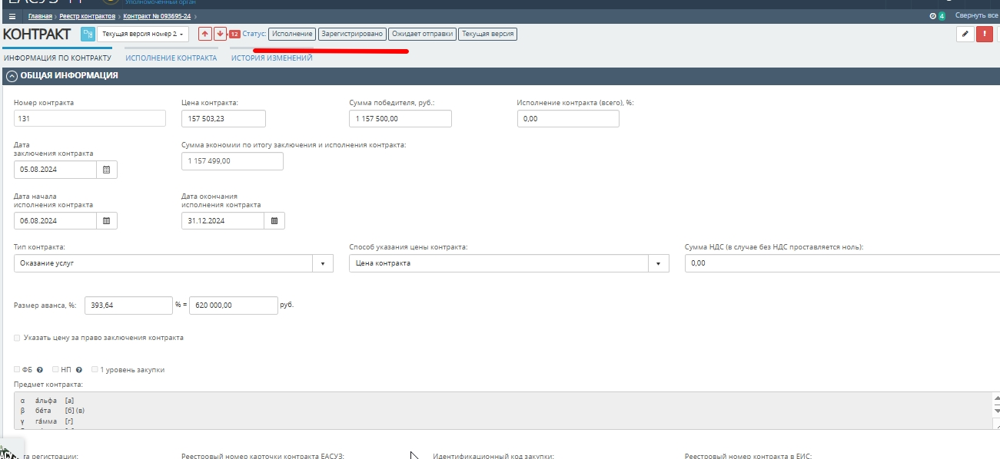 Уполномоченный орган
Главная › Реестр контрактов › Контракт № 093695-24 ›
4 Свернуть все
КОНТРАКТ Текущая версия номер 2 12 Статус: Исполнение Зарегистрировано Ожидает отправки Текущая версия
ИНФОРМАЦИЯ ПО КОНТРАКТУ ИСПОЛНЕНИЕ КОНТРАКТА ИСТОРИЯ ИЗМЕНЕНИЙ
ОБЩАЯ ИНФОРМАЦИЯ
Номер контракта Цена контракта: Сумма победителя, руб.: Исполнение контракта (всего), %:
131 157 503,23 1 157 500,00 0,00
Дата
заключения контракта Сумма экономии по итогу заключения и исполнения контракта:
05.08.2024 1 157 499,00
Дата начала
исполнения контракта Дата окончания
исполнения контракта
06.08.2024 31.12.2024
Тип контракта: Способ указания цены контракта: Сумма НДС (в случае без НДС проставляется ноль):
Оказание услуг Цена контракта 0,00
Размер аванса, %: 393,64 % = 620 000,00 руб.
Указать цену за право заключения контракта
ФБ НП 1 уровень закупки
Предмет контракта:
α а́льфа [а]
β бе́та [б] (в)
γ га́мма [г]
та регистрации: Реестровый номер карточки контракта ЕАСУЗ: Идентификационный код закупки: Реестровый номер контракта в ЕИС: